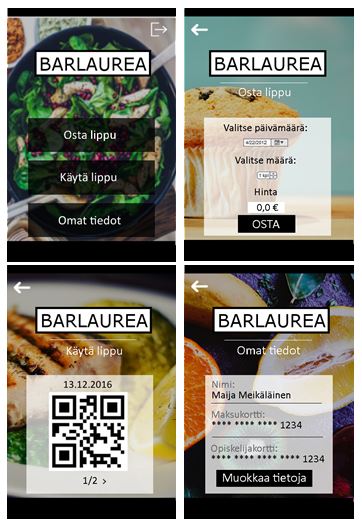 BARLAUREA
Osta lippu
Käytä lippu
Omat tiedot
BARLAUREA
Osta lippu
Valitse päivämäärä:
4/22/2012
Valitse määrä:
1 kpl
Hinta
0,0 €
OSTA
BARLAUREA
Käytä lippu
13.12.2016
1/2 >
BARLAUREA
Omat tiedot
Nimi:
Maija Meikäläinen
Maksukortti:
**** **** **** 1234
Opiskelijakortti:
**** **** **** **** 1234
Muokkaa tietoja